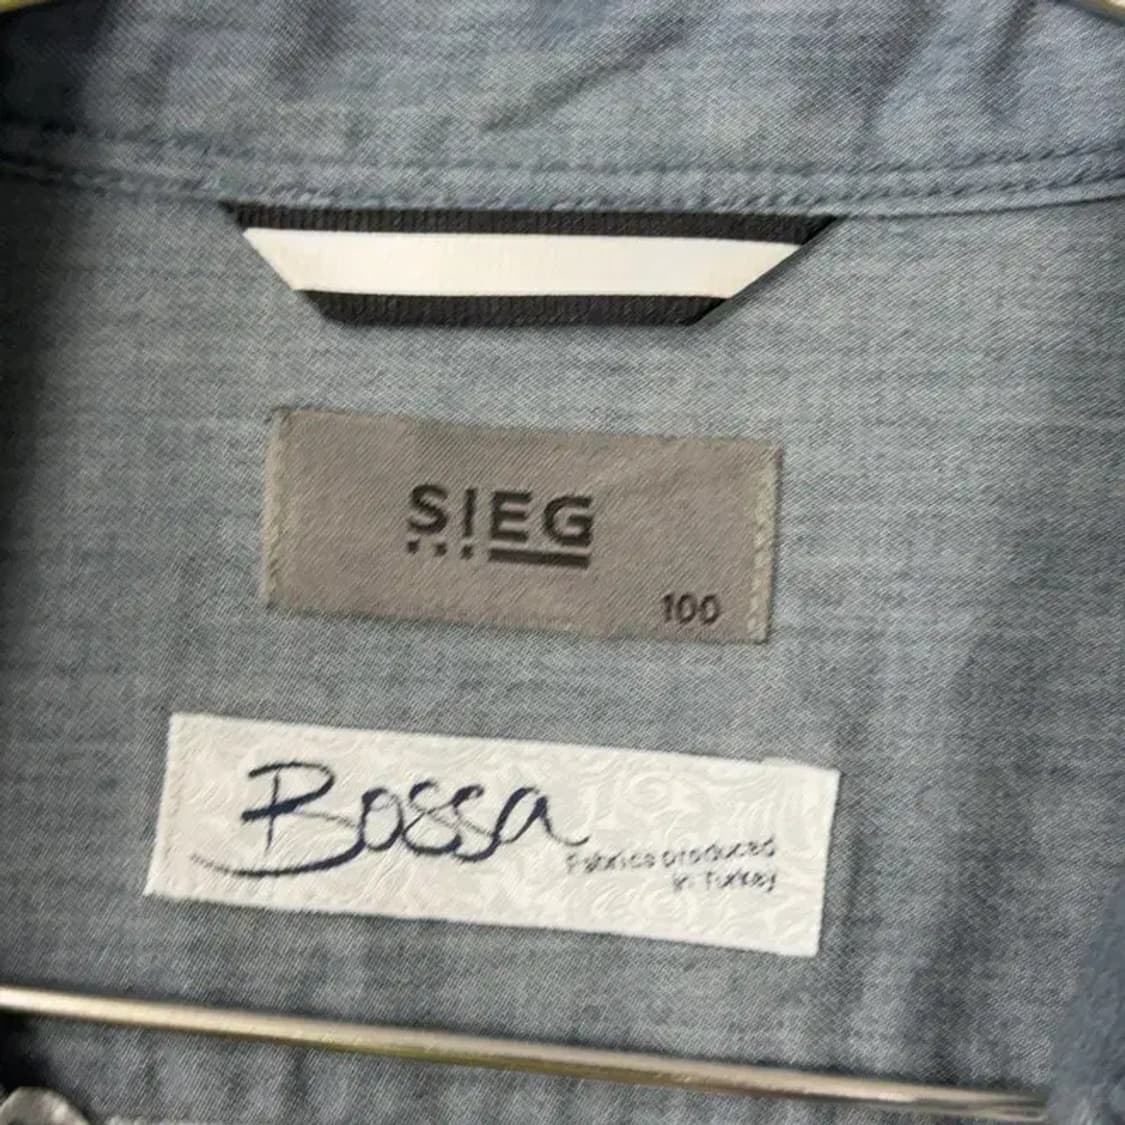 SIEG
100
Bossa
Fabrics produced
in Turkey